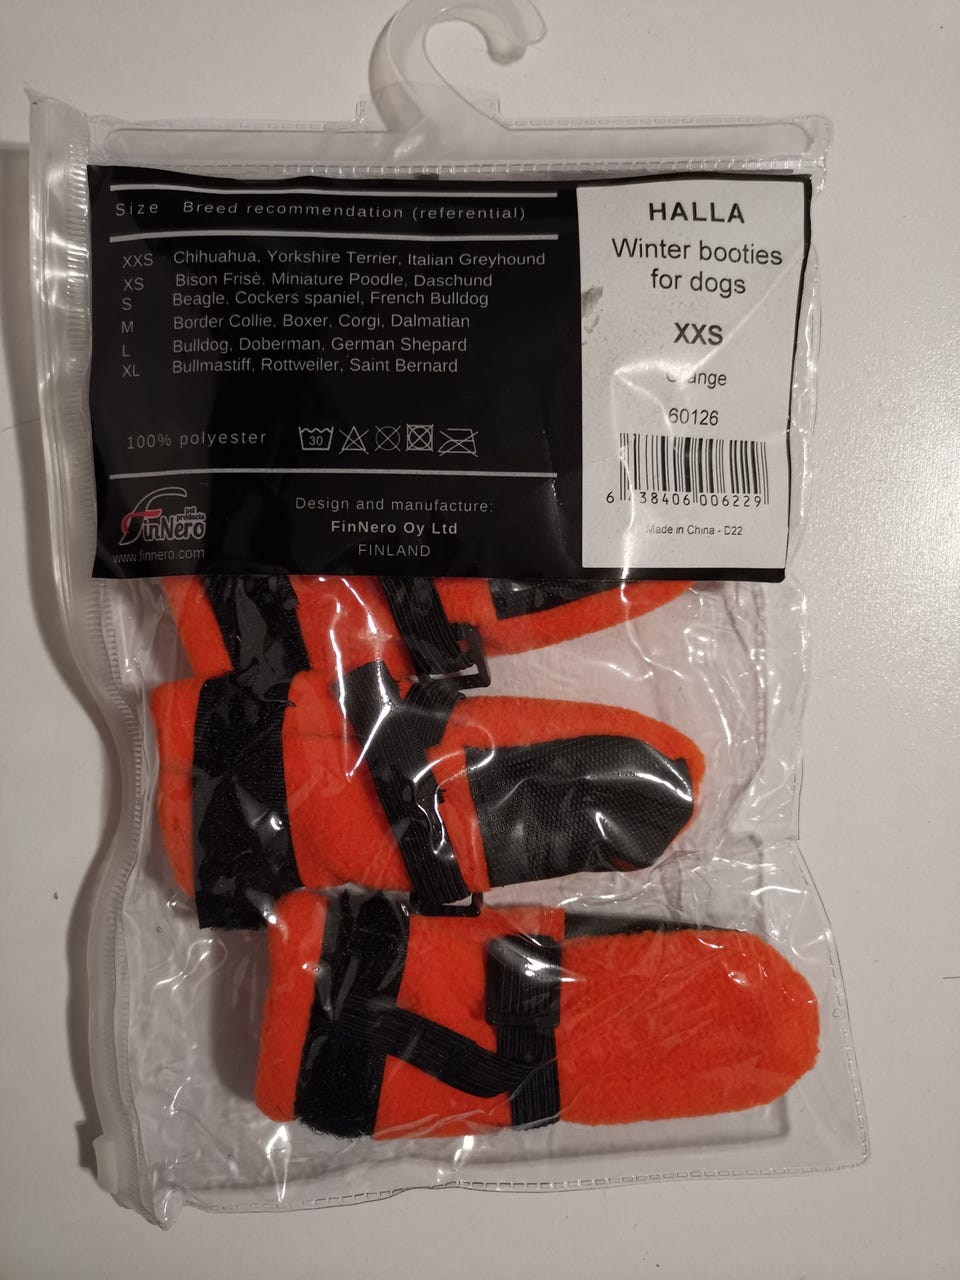 Size Breed recommendation (referential)
XXS Chihuahua, Yorkshire Terrier, Italian Greyhound
XS Bison Frisè, Miniature Poodle, Daschund
S Beagle, Cockers spaniel, French Bulldog
M Border Collie, Boxer, Corgi, Dalmatian
L Bulldog, Doberman, German Shepard
XL Bullmastiff, Rottweiler, Saint Bernard
100% polyester 30
FinNero
www.finnero.com
Design and manufacture:
FinNero Oy Ltd
FINLAND
HALLA
Winter booties
for dogs
XXS
Orange
60126
6 438406 006229
Made in China - D22